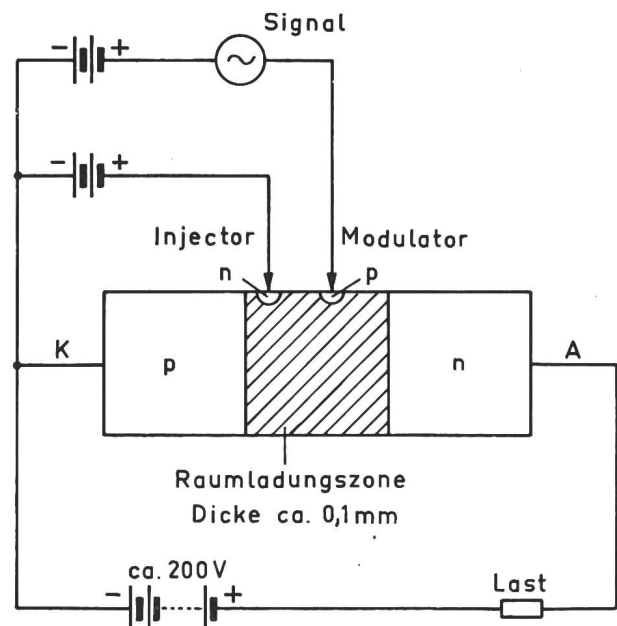 Signal
- +
- +
Injector Modulator
n p
K p n A
Raumladungszone
Dicke ca. 0,1mm
ca. 200V
- +
Last